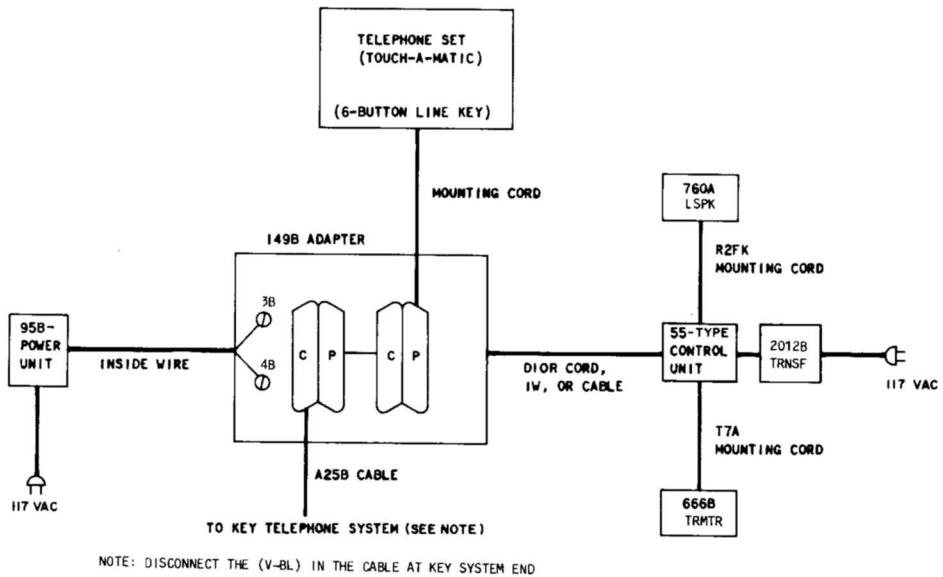 TELEPHONE SET
(TOUCH-A-MATIC)
(6-BUTTON LINE KEY)
MOUNTING CORD
760A
LSPK
R2FK
MOUNTING CORD
149B ADAPTER
3B
4B
C P
C P
95B-
POWER
UNIT
INSIDE WIRE
117 VAC
DIOR CORD,
IW, OR CABLE
55-TYPE
CONTROL
UNIT
2012B
TRNSF
117 VAC
T7A
MOUNTING CORD
666B
TRMTR
A25B CABLE
TO KEY TELEPHONE SYSTEM (SEE NOTE)
NOTE: DISCONNECT THE (V-BL) IN THE CABLE AT KEY SYSTEM END